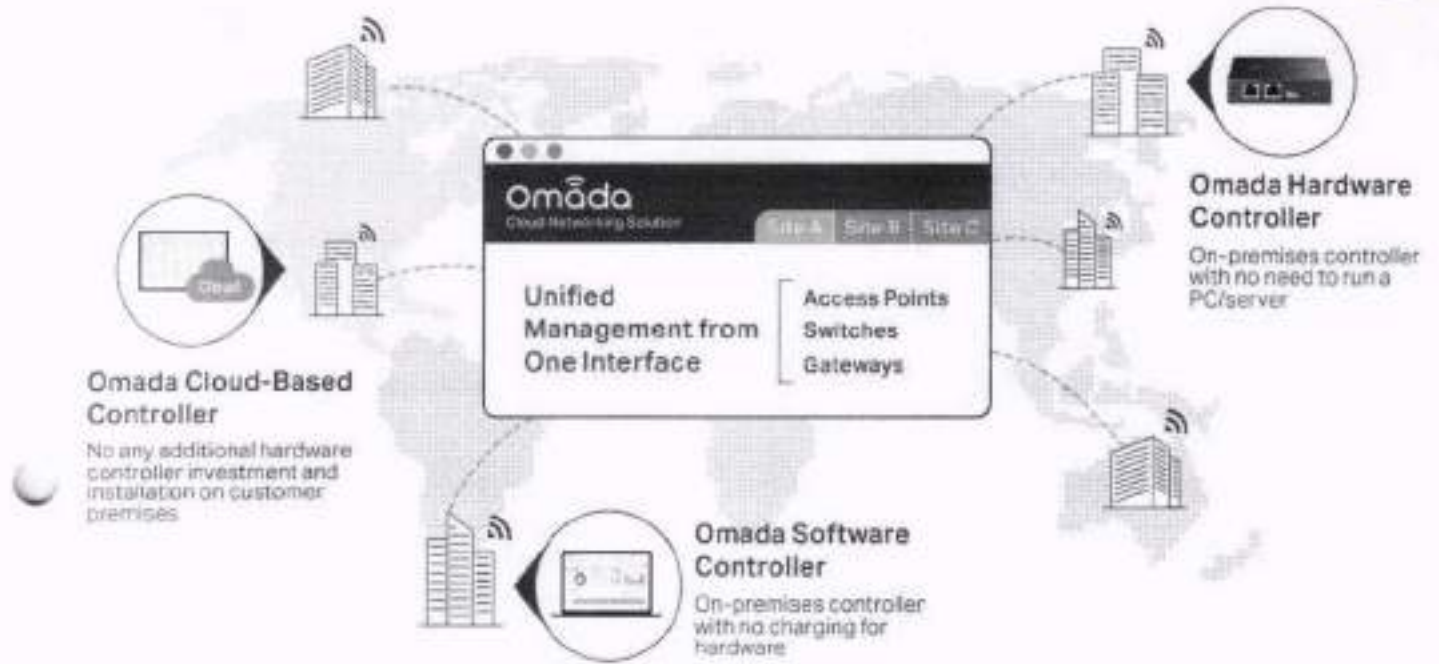 Omāda
Cloud Networking Solution
Site A
Site B
Site C
Unified
Management from
One Interface
Access Points
Switches
Gateways
Omada Hardware
Controller
On-premises controller
with no need to run a
PC/server
Cloud
Omada Cloud-Based
Controller
No any additional hardware
controller investment and
installation on customer
premises
Omada Software
Controller
On-premises controller
with no charging for
hardware